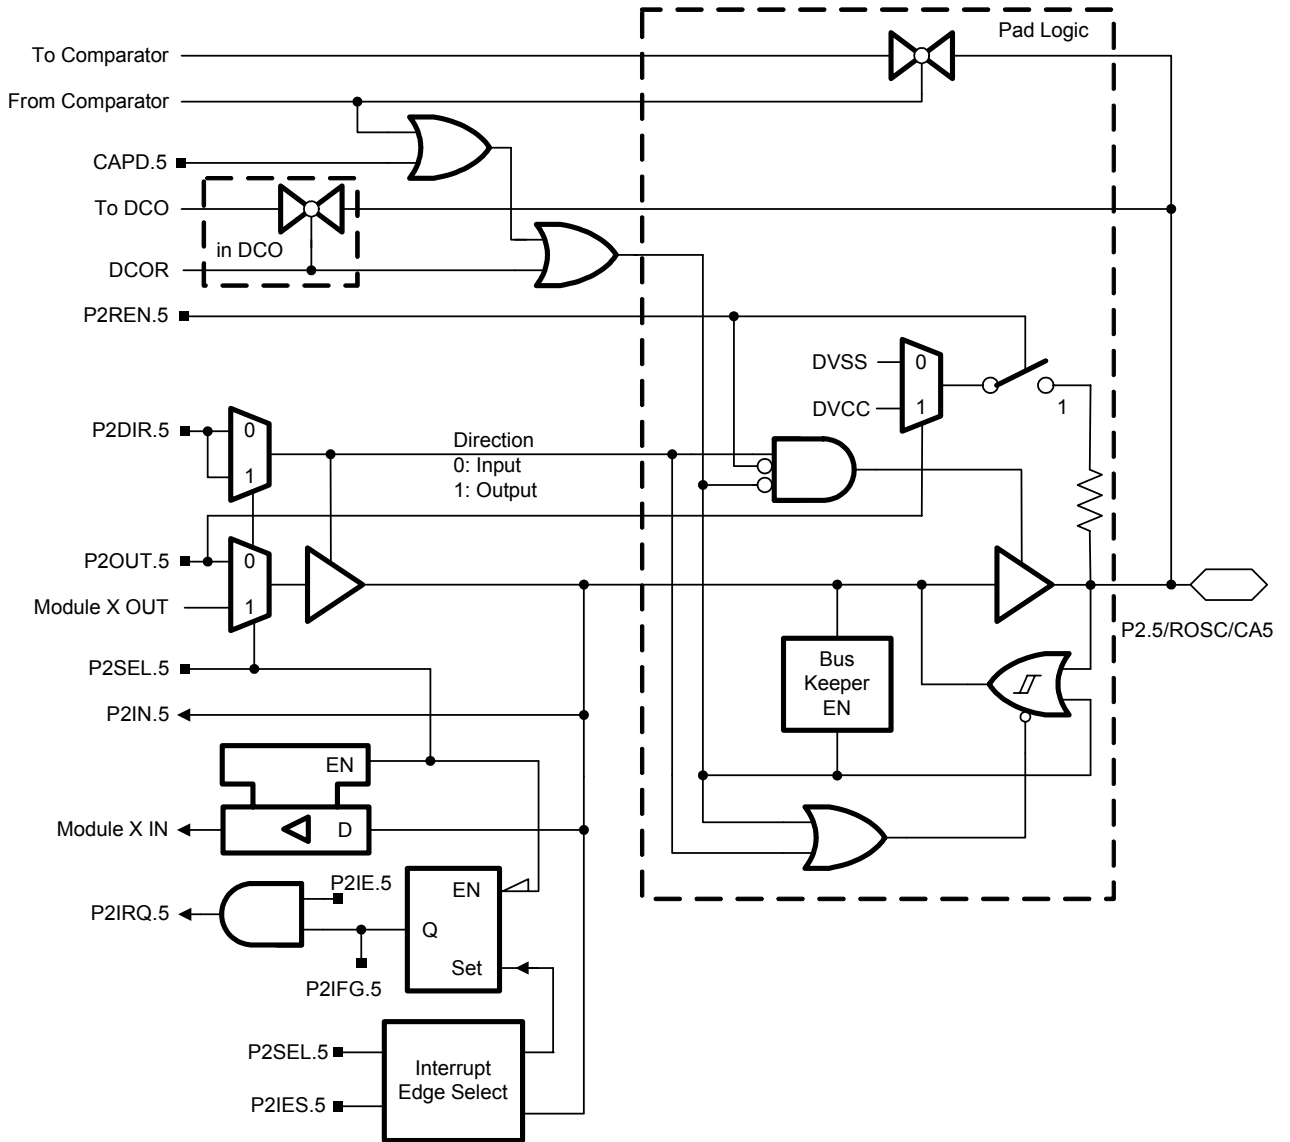 Pad Logic
To Comparator
From Comparator
CAPD.5
To DCO
in DCO
DCOR
P2REN.5
DVSS
0
DVCC
1
1
P2DIR.5
0
1
Direction
0: Input
1: Output
P2OUT.5
0
Module X OUT
1
P2.5/ROSC/CA5
P2SEL.5
Bus
Keeper
EN
P2IN.5
EN
Module X IN
D
P2IE.5
EN
P2IRQ.5
Q
Set
P2IFG.5
P2SEL.5
Interrupt
Edge Select
P2IES.5